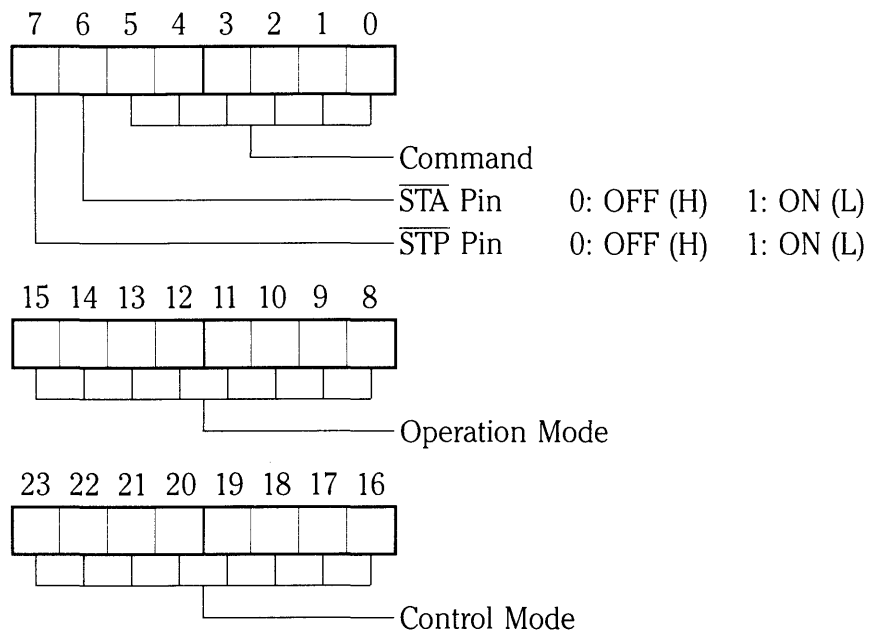 7 6 5 4 3 2 1 0
Command
S̅T̅A̅ Pin 0: OFF (H) 1: ON (L)
S̅T̅P̅ Pin 0: OFF (H) 1: ON (L)
15 14 13 12 11 10 9 8
Operation Mode
23 22 21 20 19 18 17 16
Control Mode